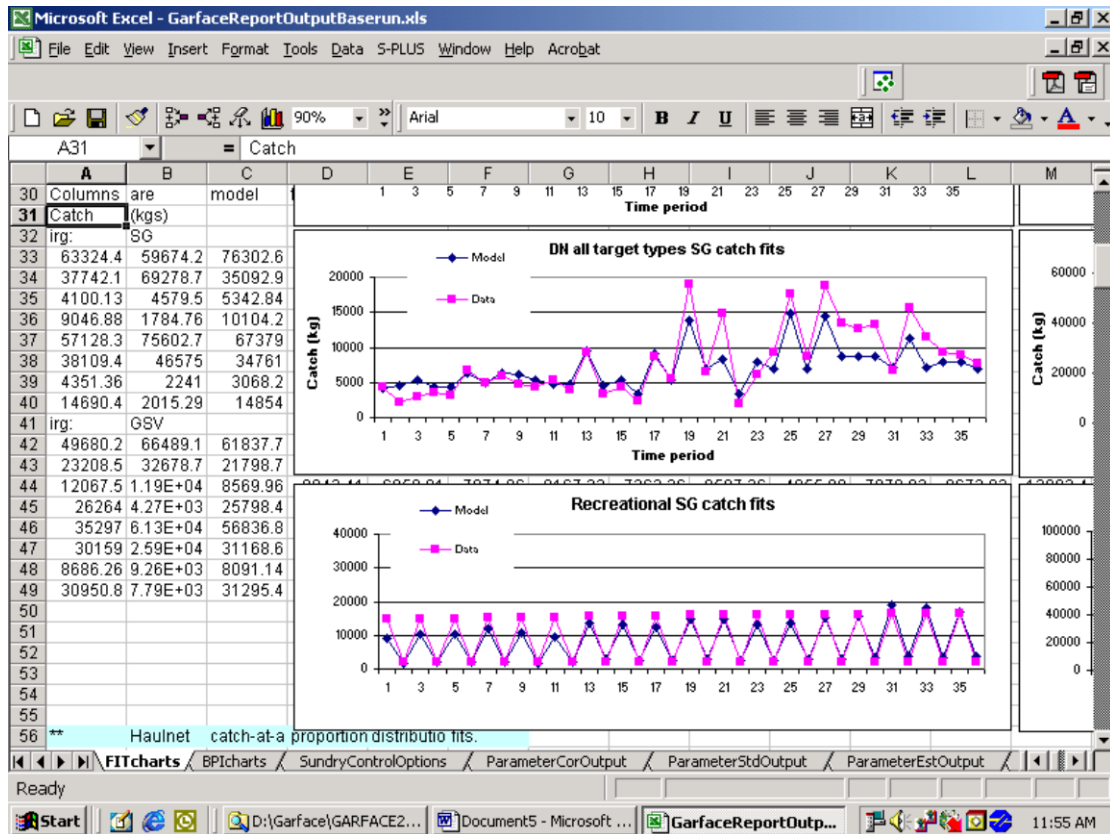 Microsoft Excel - GarfaceReportOutputBaserun.xls
File Edit View Insert Format Tools Data S-PLUS Window Help Acrobat
90% » Arial 10 B I U
A31 = Catch
A B C D E F G H I J K L M
30 Columns are model 1 3 5 7 9 11 13 15 17 19 21 23 25 27 29 31 33 35
Time period
31 Catch (kgs)
32 irg: SG
33 63324.4 59674.2 76302.6
34 37742.1 69278.7 35092.9
35 4100.13 4579.5 5342.84
36 9046.88 1784.76 10104.2
37 57128.3 75602.7 67379
38 38109.4 46575 34761
39 4351.36 2241 3068.2
40 14690.4 2015.29 14854
41 irg: GSV
42 49680.2 66489.1 61837.7
43 23208.5 32678.7 21798.7
44 12067.5 1.19E+04 8569.96
45 26264 4.27E+03 25798.4
46 35297 6.13E+04 56836.8
47 30159 2.59E+04 31168.6
48 8686.26 9.26E+03 8091.14
49 30950.8 7.79E+03 31295.4
50
51
52
53
54
55
56 ** Haulnet catch-at-a proportion distributio fits.
DN all target types SG catch fits
Model
Data
Catch (kg)
20000
15000
10000
5000
0
1 3 5 7 9 11 13 15 17 19 21 23 25 27 29 31 33 35
Time period
Catch (kg)
60000
40000
20000
0
Recreational SG catch fits
Model
Data
40000
30000
20000
10000
0
1 3 5 7 9 11 13 15 17 19 21 23 25 27 29 31 33 35
100000
80000
60000
40000
20000
0
FITcharts BPIcharts SundryControlOptions ParameterCorOutput ParameterStdOutput ParameterEstOutput
Ready
Start D:\Garface\GARFACE2... Document5 - Microsoft ... GarfaceReportOutp... 11:55 AM